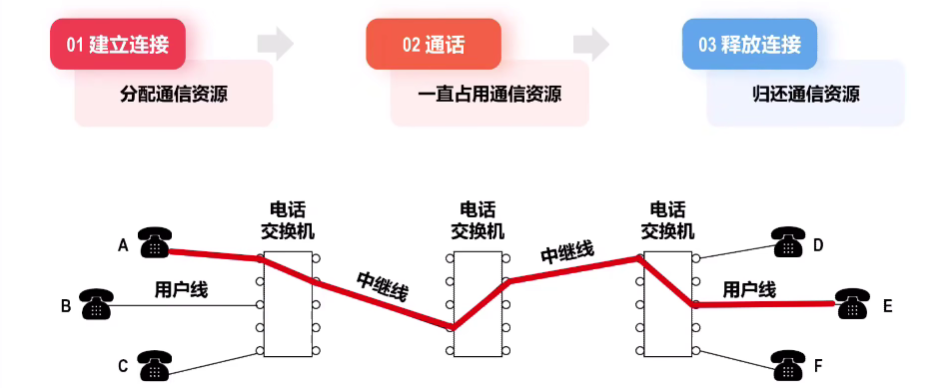 01 建立连接
02 通话
03 释放连接
分配通信资源
一直占用通信资源
归还通信资源
电话
交换机
电话
交换机
电话
交换机
A
D
中继线
中继线
B
用户线
用户线
E
C
F